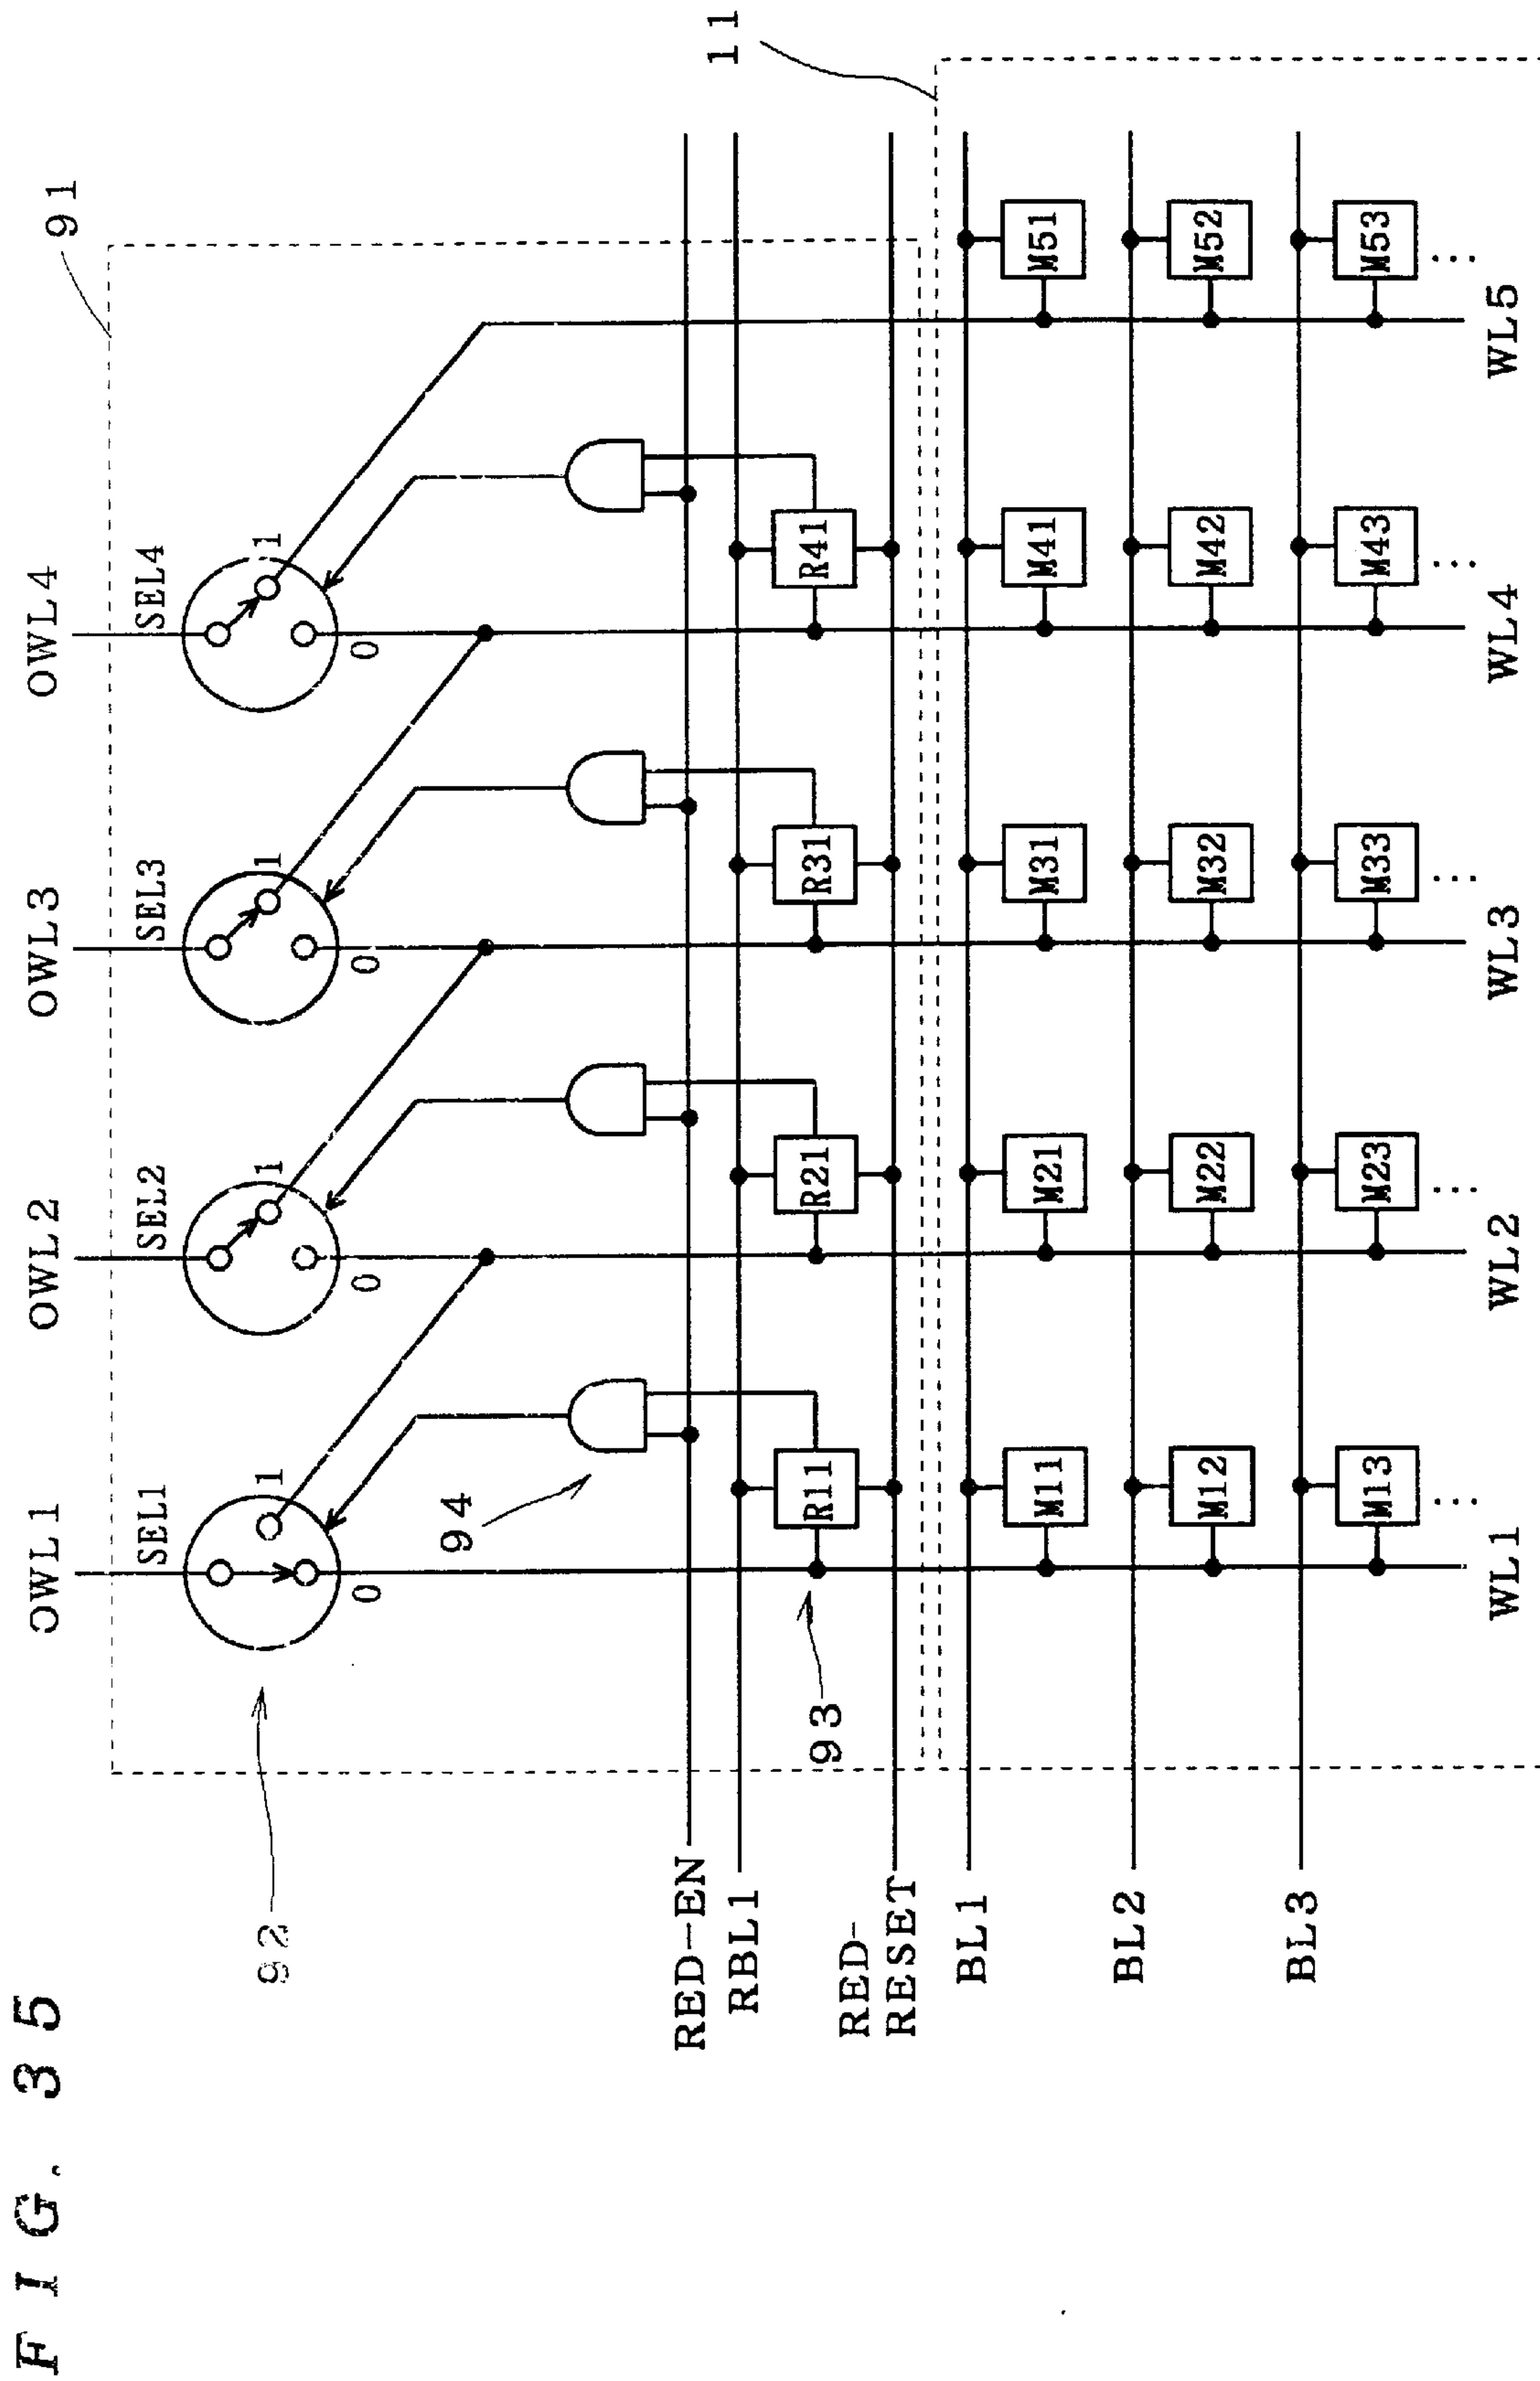 FIG. 35
OWL1 OWL2 OWL3 OWL4
91
SEL1 SEL2 SEL3 SEL4
1 1 1 1
0 0 0 0
92
94
RED-EN
RBL1
R11 R21 R31 R41
93
RED-
RESET
11
BL1
M11 M21 M31 M41 M51
BL2
M12 M22 M32 M42 M52
BL3
M13 M23 M33 M43 M53
... ... ... ... ...
WL1 WL2 WL3 WL4 WL5